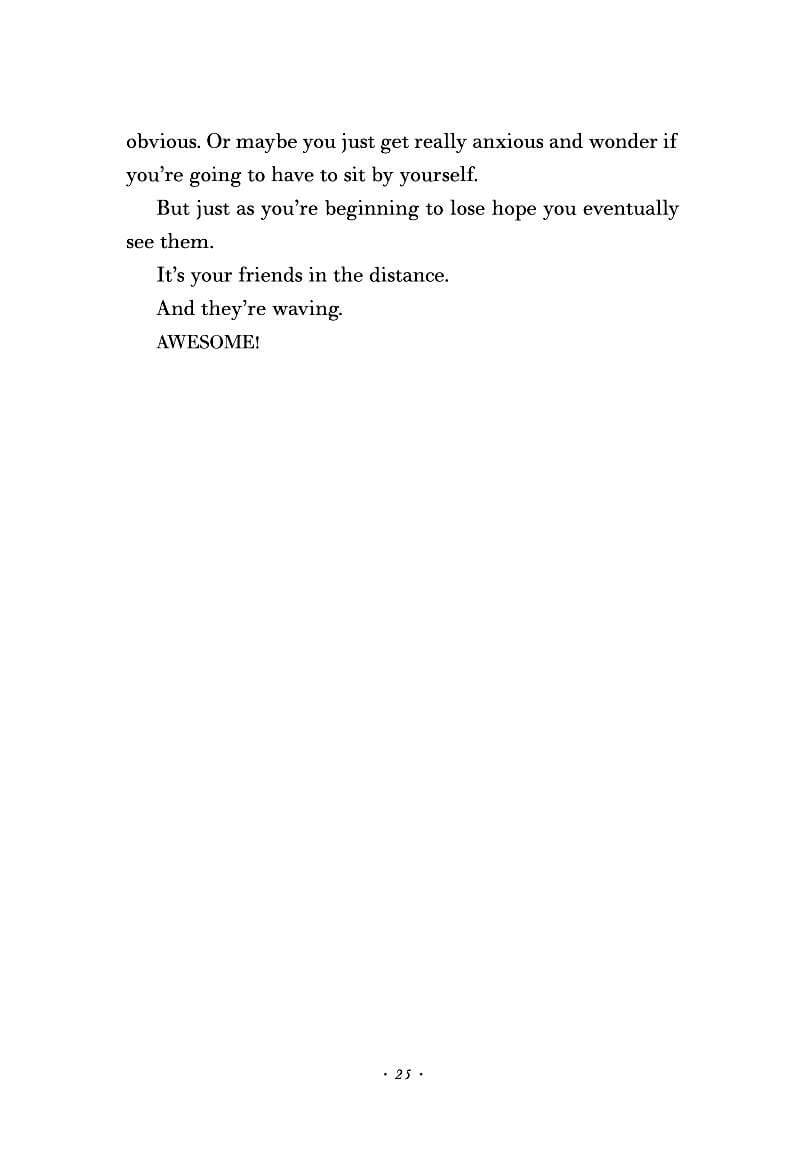 obvious. Or maybe you just get really anxious and wonder if
you’re going to have to sit by yourself.
But just as you’re beginning to lose hope you eventually
see them.
It’s your friends in the distance.
And they’re waving.
AWESOME!
· 25 ·